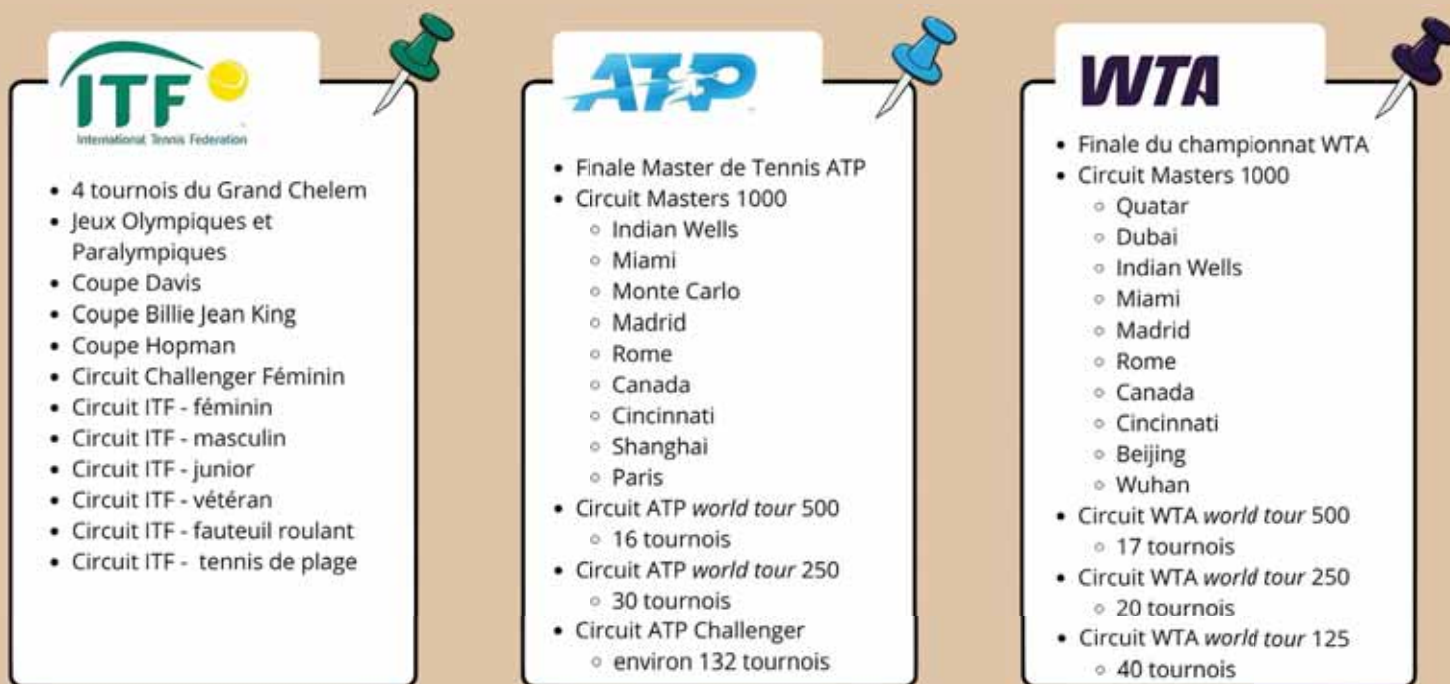 ITF
International Tennis Federation
• 4 tournois du Grand Chelem
• Jeux Olympiques et
Paralympiques
• Coupe Davis
• Coupe Billie Jean King
• Coupe Hopman
• Circuit Challenger Féminin
• Circuit ITF - féminin
• Circuit ITF - masculin
• Circuit ITF - junior
• Circuit ITF - vétéran
• Circuit ITF - fauteuil roulant
• Circuit ITF - tennis de plage
ATP
• Finale Master de Tennis ATP
• Circuit Masters 1000
◦ Indian Wells
◦ Miami
◦ Monte Carlo
◦ Madrid
◦ Rome
◦ Canada
◦ Cincinnati
◦ Shanghai
◦ Paris
• Circuit ATP world tour 500
◦ 16 tournois
• Circuit ATP world tour 250
◦ 30 tournois
• Circuit ATP Challenger
◦ environ 132 tournois
WTA
• Finale du championnat WTA
• Circuit Masters 1000
◦ Quatar
◦ Dubai
◦ Indian Wells
◦ Miami
◦ Madrid
◦ Rome
◦ Canada
◦ Cincinnati
◦ Beijing
◦ Wuhan
• Circuit WTA world tour 500
◦ 17 tournois
• Circuit WTA world tour 250
◦ 20 tournois
• Circuit WTA world tour 125
◦ 40 tournois